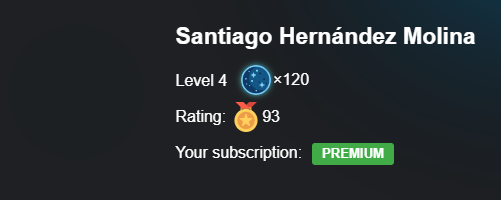 Santiago Hernández Molina
Level 4 ×120
Rating: 93
Your subscription: PREMIUM